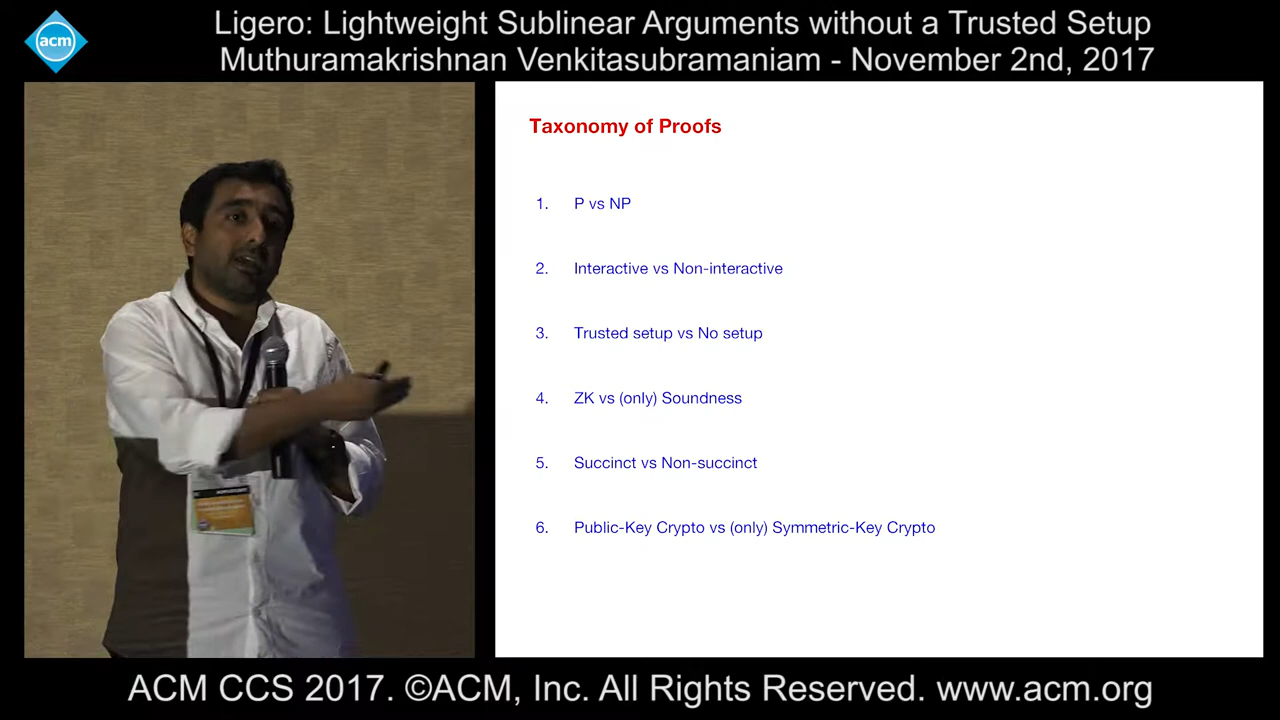 acm
Ligero: Lightweight Sublinear Arguments without a Trusted Setup
Muthuramakrishnan Venkitasubramaniam - November 2nd, 2017
Taxonomy of Proofs
1. P vs NP
2. Interactive vs Non-interactive
3. Trusted setup vs No setup
4. ZK vs (only) Soundness
5. Succinct vs Non-succinct
6. Public-Key Crypto vs (only) Symmetric-Key Crypto
ACM CCS 2017. ©ACM, Inc. All Rights Reserved. www.acm.org